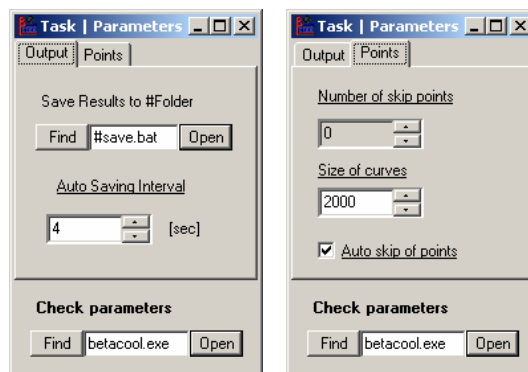 Task | Parameters
Output Points
Save Results to #Folder
Find #save.bat Open
Auto Saving Interval
4 [sec]
Check parameters
Find betacool.exe Open
Task | Parameters
Output Points
Number of skip points
0
Size of curves
2000
Auto skip of points
Check parameters
Find betacool.exe Open